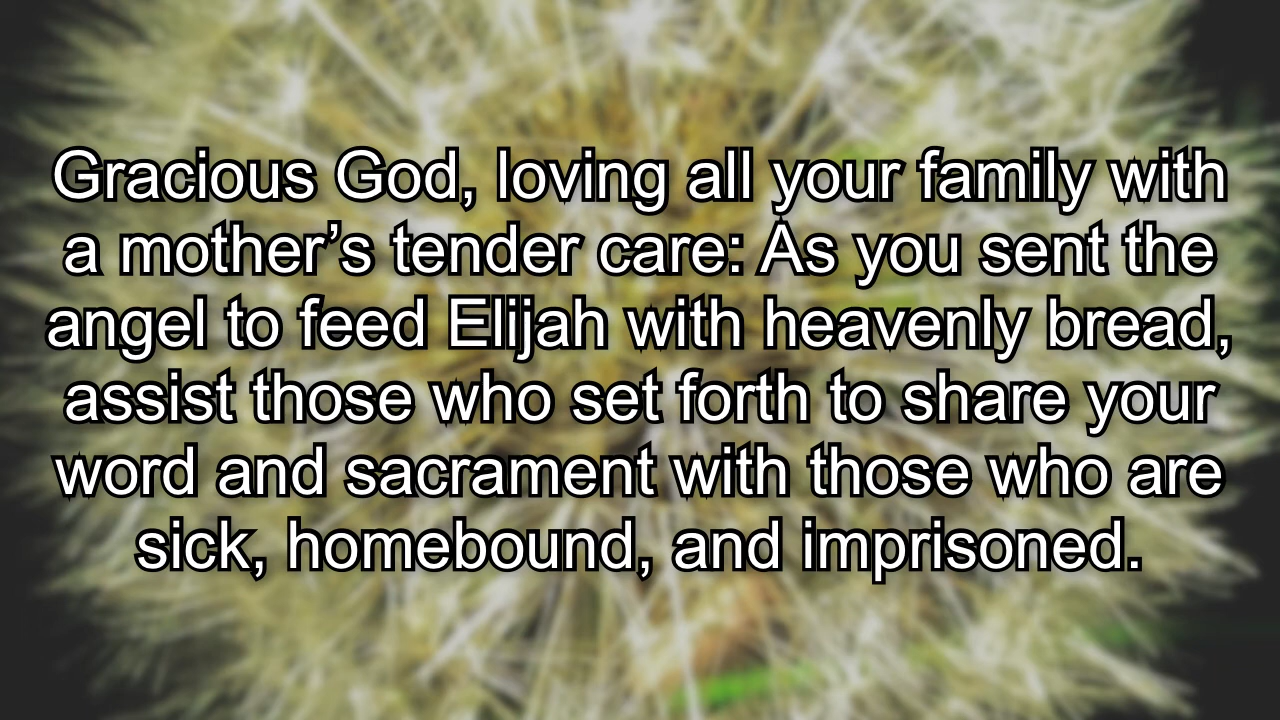 Gracious God, loving all your family with
a mother’s tender care: As you sent the
angel to feed Elijah with heavenly bread,
assist those who set forth to share your
word and sacrament with those who are
sick, homebound, and imprisoned.